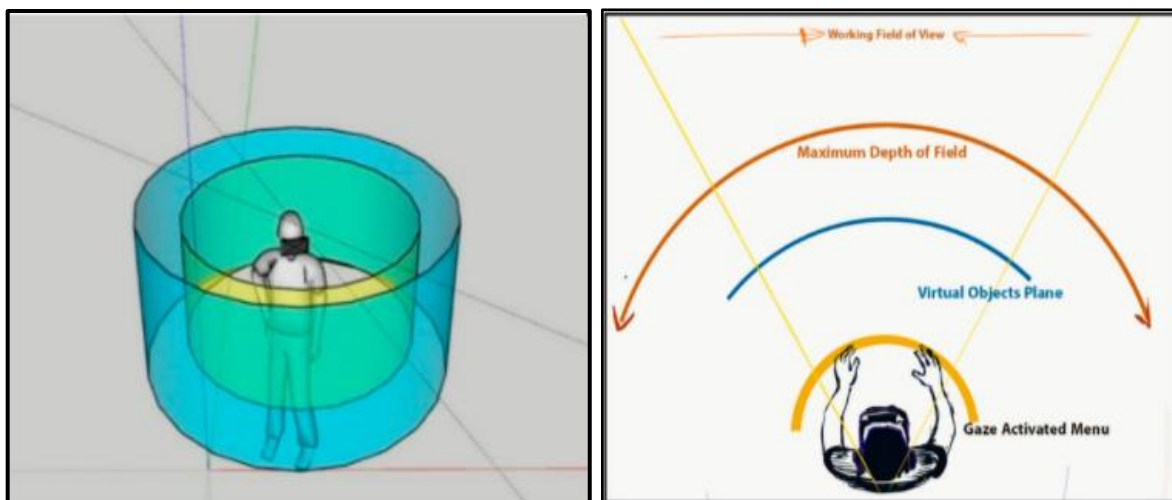 Working Field of View
Maximum Depth of Field
Virtual Objects Plane
Gaze Activated Menu